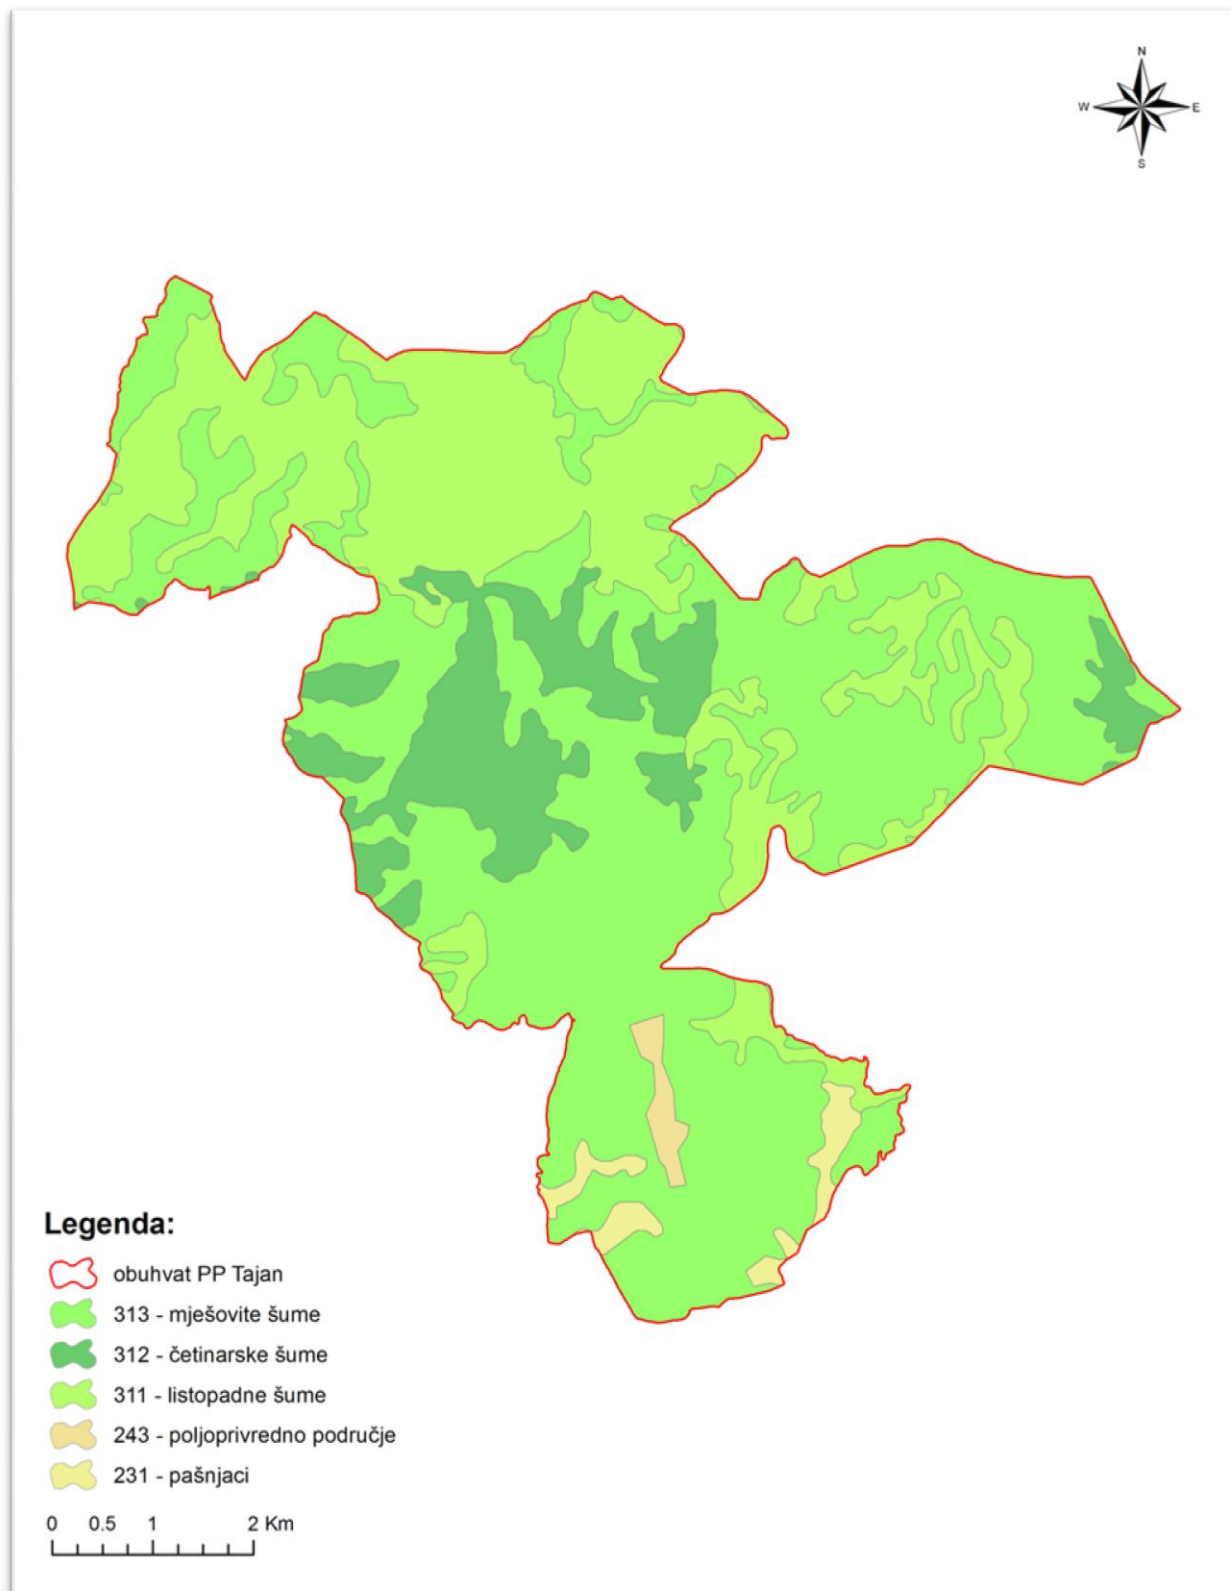 N
W E
S
Legenda:
obuhvat PP Tajan
313 - mješovite šume
312 - četinarske šume
311 - listopadne šume
243 - poljoprivredno područje
231 - pašnjaci
0 0.5 1 2 Km